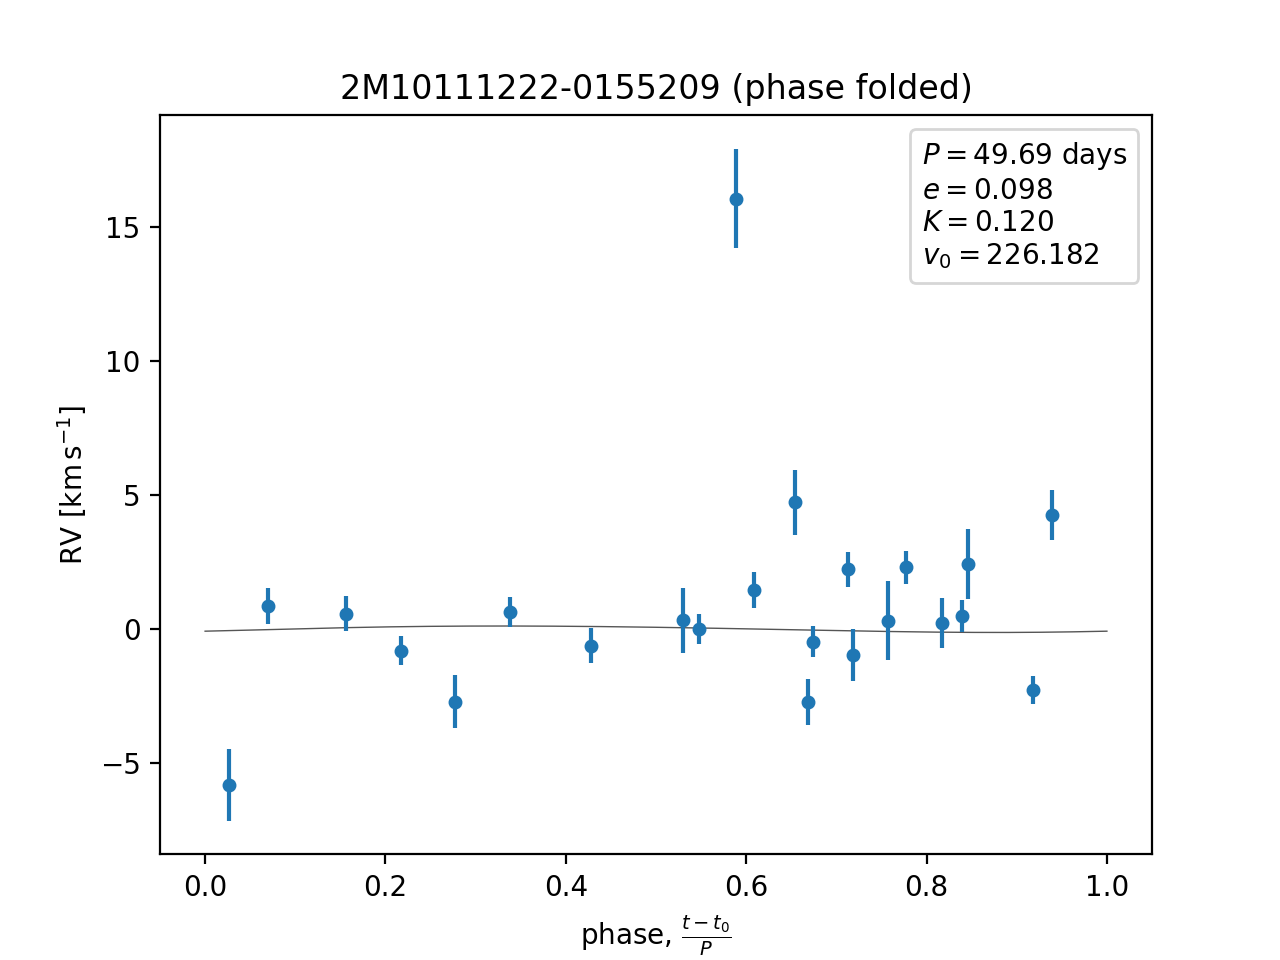 2M10111222-0155209 (phase folded)
P = 49.69 days
e = 0.098
K = 0.120
v₀ = 226.182
15
10
5
0
−5
RV [km s⁻¹]
0.0 0.2 0.4 0.6 0.8 1.0
phase, (t − t₀)/P